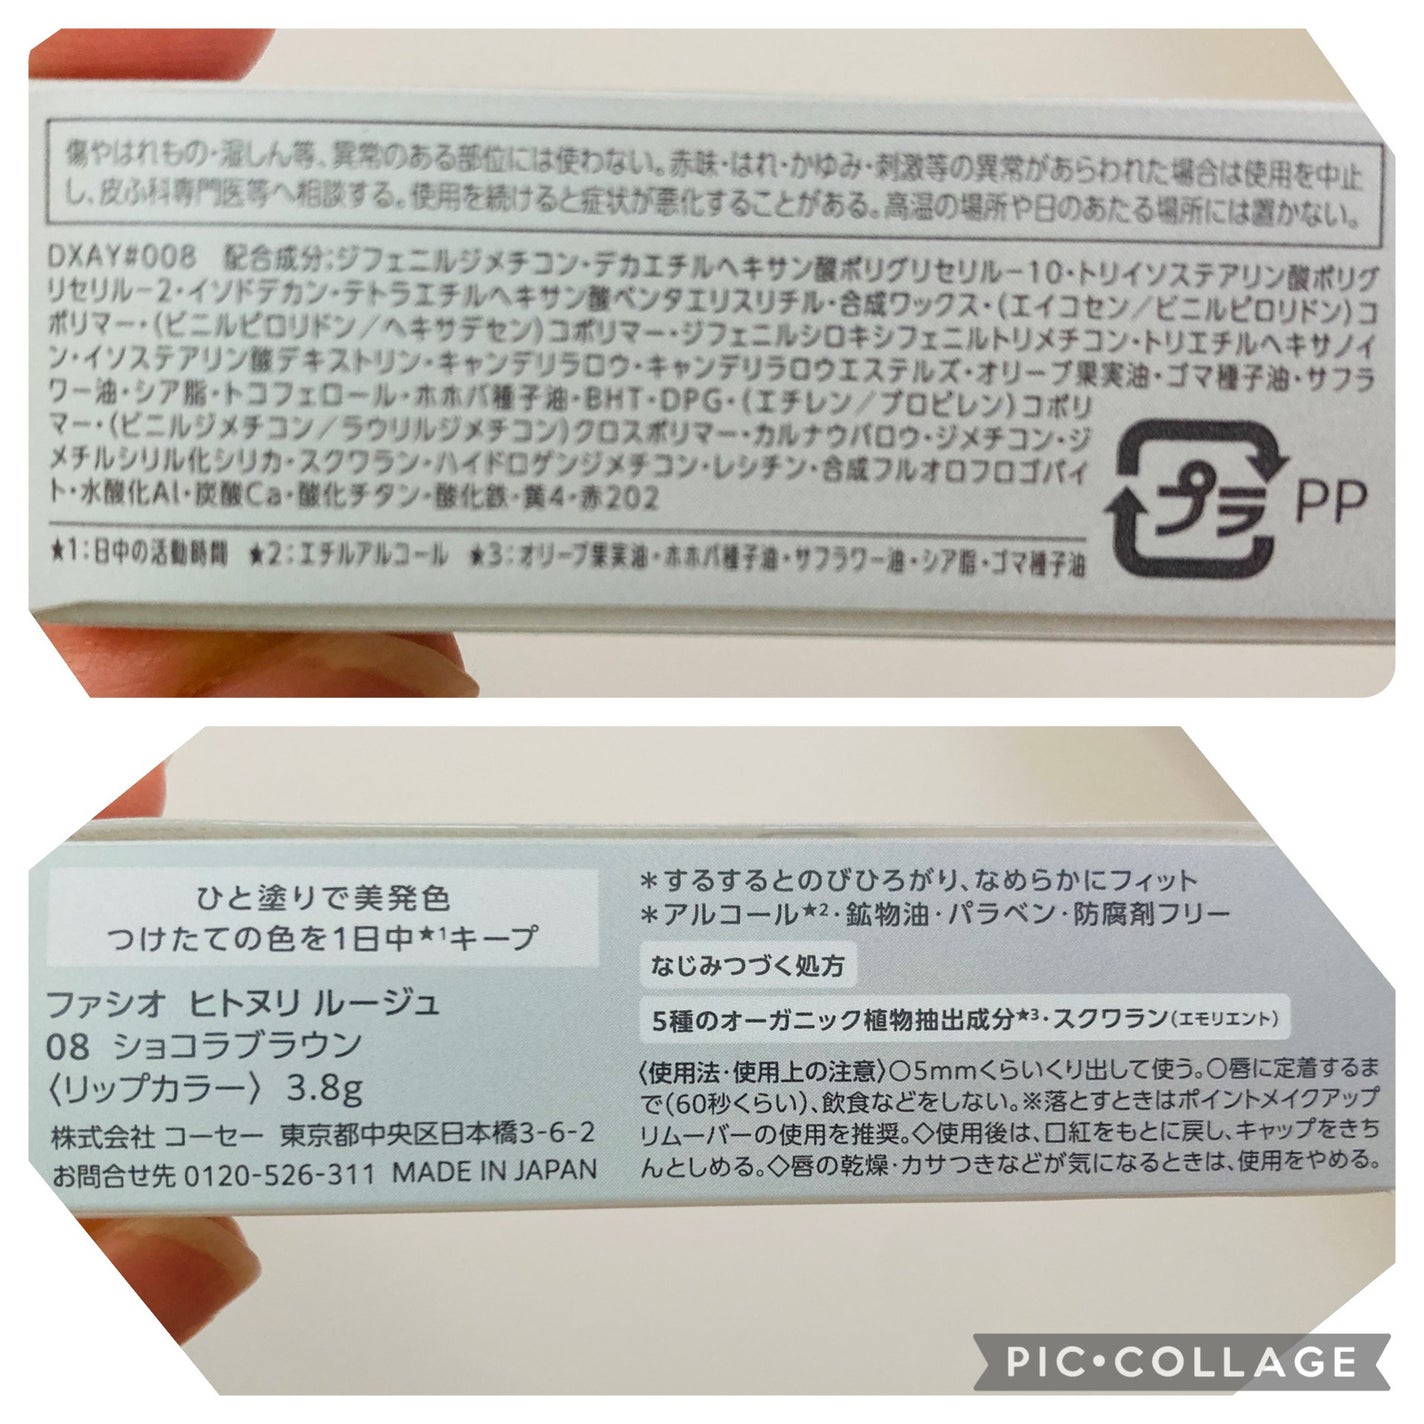 傷やはれもの・湿しん等、異常のある部位には使わない。赤味・はれ・かゆみ・刺激等の異常があらわれた場合は使用を中止
し、皮ふ科専門医等へ相談する。使用を続けると症状が悪化することがある。高温の場所や日のあたる場所には置かない。
DXAY#008　配合成分:ジフェニルジメチコン・デカエチルヘキサン酸ポリグリセリル－10・トリイソステアリン酸ポリグ
リセリル－2・イソドデカン・テトラエチルヘキサン酸ペンタエリスリチル・合成ワックス・(エイコセン/ビニルピロリドン)コ
ポリマー・(ビニルピロリドン/ヘキサデセン)コポリマー・ジフェニルシロキシフェニルトリメチコン・トリエチルヘキサノイ
ン・イソステアリン酸デキストリン・キャンデリラロウ・キャンデリラロウエステルズ・オリーブ果実油・ゴマ種子油・サフラ
ワー油・シア脂・トコフェロール・ホホバ種子油・BHT・DPG・(エチレン/プロピレン)コポリ
マー・(ビニルジメチコン/ラウリルジメチコン)クロスポリマー・カルナウバロウ・ジメチコン・ジ
メチルシリル化シリカ・スクワラン・ハイドロゲンジメチコン・レシチン・合成フルオロフロゴパイ
ト・水酸化Al・炭酸Ca・酸化チタン・酸化鉄・黄4・赤202
プラ PP
★1:日中の活動時間　★2:エチルアルコール　★3:オリーブ果実油・ホホバ種子油・サフラワー油・シア脂・ゴマ種子油
ひと塗りで美発色
つけたての色を1日中★1キープ
ファシオ ヒトヌリ ルージュ
08 ショコラブラウン
〈リップカラー〉 3.8g
株式会社 コーセー 東京都中央区日本橋3-6-2
お問合せ先 0120-526-311 MADE IN JAPAN
＊するするとのびひろがり、なめらかにフィット
＊アルコール★2・鉱物油・パラベン・防腐剤フリー
なじみつづく処方
5種のオーガニック植物抽出成分★3・スクワラン(エモリエント)
〈使用法・使用上の注意〉○5mmくらいくり出して使う。○唇に定着するま
で(60秒くらい)、飲食などをしない。※落とすときはポイントメイクアップ
リムーバーの使用を推奨。◇使用後は、口紅をもとに戻し、キャップをきち
んとしめる。◇唇の乾燥・カサつきなどが気になるときは、使用をやめる。
PIC・COLLAGE